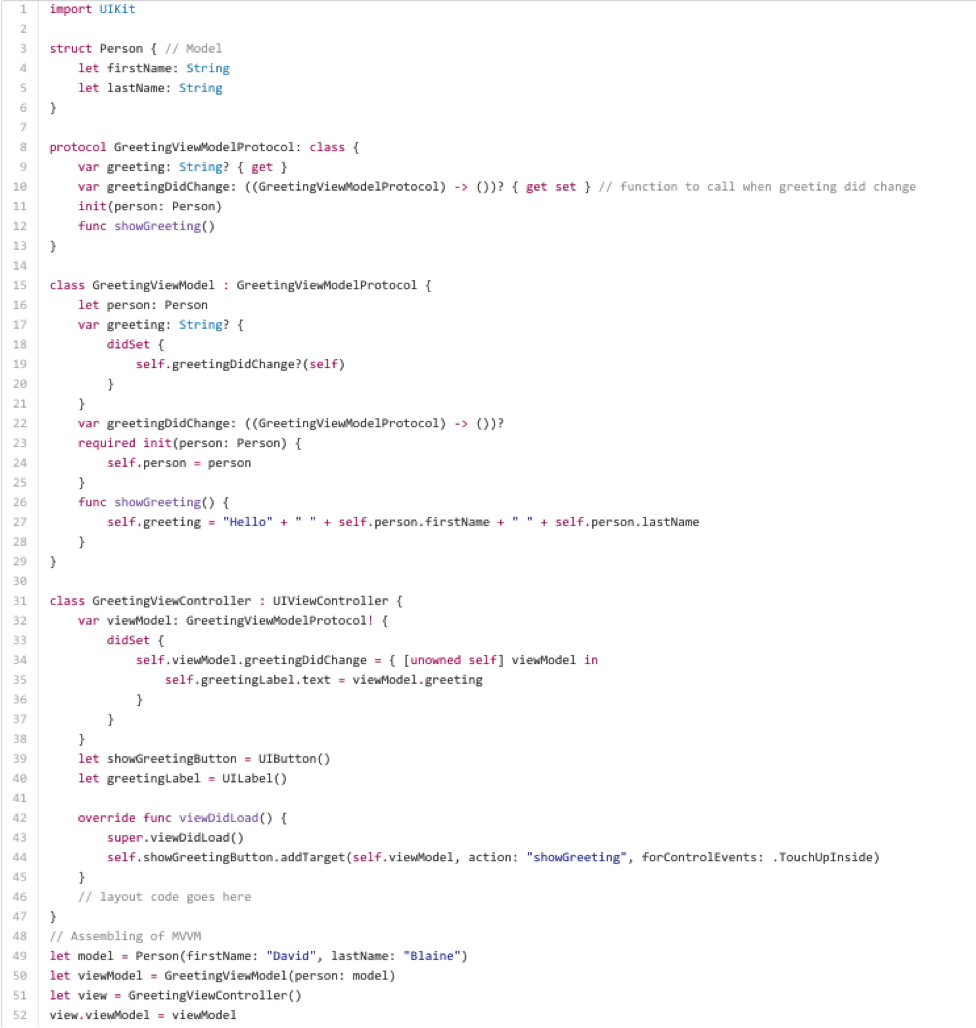 1 import UIKit
2
3 struct Person { // Model
4     let firstName: String
5     let lastName: String
6 }
7
8 protocol GreetingViewModelProtocol: class {
9     var greeting: String? { get }
10     var greetingDidChange: ((GreetingViewModelProtocol) -> ())? { get set } // function to call when greeting did change
11     init(person: Person)
12     func showGreeting()
13 }
14
15 class GreetingViewModel : GreetingViewModelProtocol {
16     let person: Person
17     var greeting: String? {
18         didSet {
19             self.greetingDidChange?(self)
20         }
21     }
22     var greetingDidChange: ((GreetingViewModelProtocol) -> ())?
23     required init(person: Person) {
24         self.person = person
25     }
26     func showGreeting() {
27         self.greeting = "Hello" + " " + self.person.firstName + " " + self.person.lastName
28     }
29 }
30
31 class GreetingViewController : UIViewController {
32     var viewModel: GreetingViewModelProtocol! {
33         didSet {
34             self.viewModel.greetingDidChange = { [unowned self] viewModel in
35                 self.greetingLabel.text = viewModel.greeting
36             }
37         }
38     }
39     let showGreetingButton = UIButton()
40     let greetingLabel = UILabel()
41
42     override func viewDidLoad() {
43         super.viewDidLoad()
44         self.showGreetingButton.addTarget(self.viewModel, action: "showGreeting", forControlEvents: .TouchUpInside)
45     }
46     // layout code goes here
47 }
48 // Assembling of MVVM
49 let model = Person(firstName: "David", lastName: "Blaine")
50 let viewModel = GreetingViewModel(person: model)
51 let view = GreetingViewController()
52 view.viewModel = viewModel